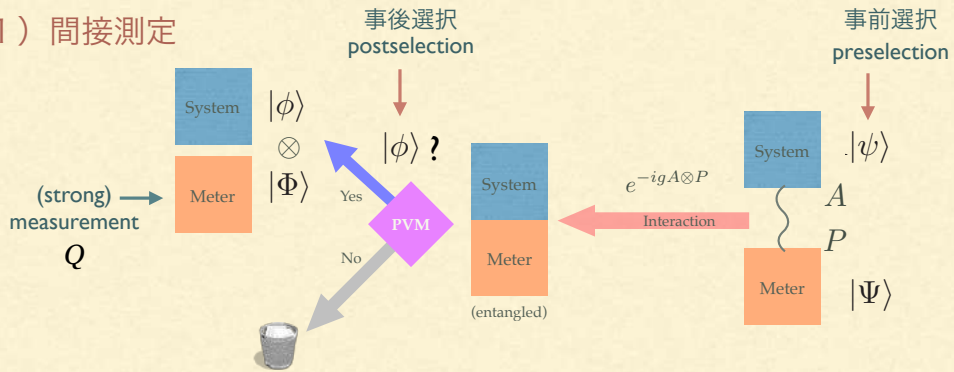 ）間接測定
事後選択
postselection
事前選択
preselection
System
|ϕ⟩
⊗
Meter
|Φ⟩
(strong)
measurement
Q
|ϕ⟩ ?
Yes
PVM
No
System
Meter
(entangled)
e^{-igA⊗P}
Interaction
System
|ψ⟩
A
P
Meter
|Ψ⟩